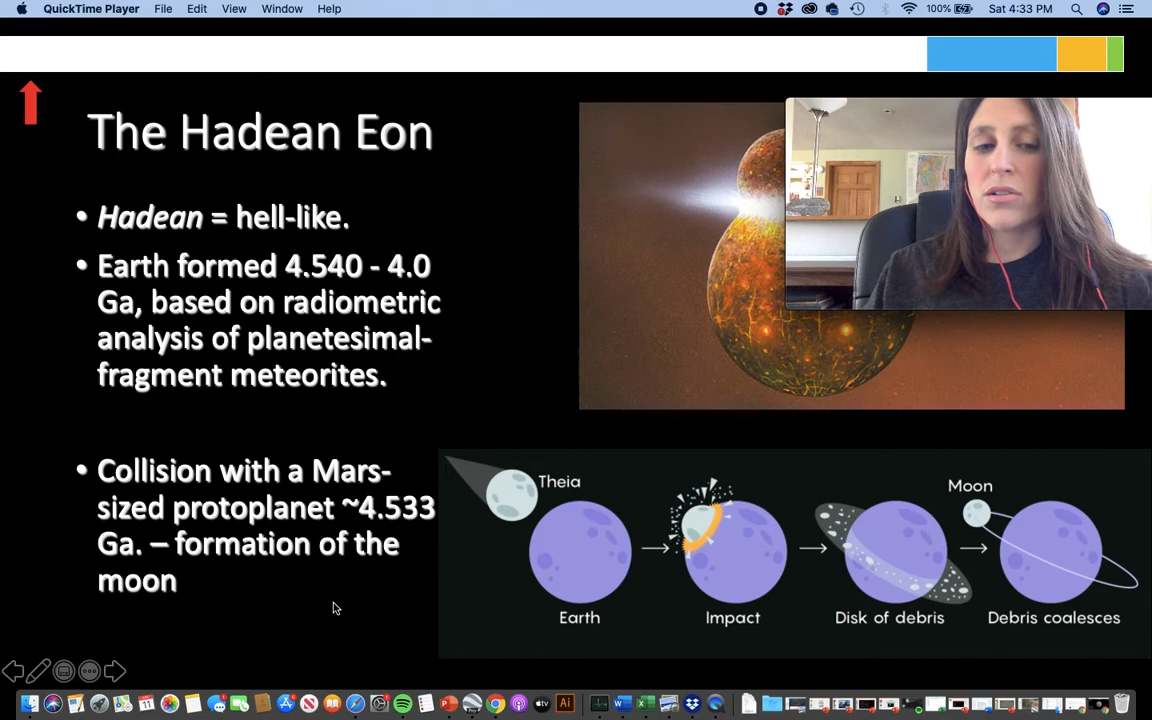 QuickTime Player File Edit View Window Help
100% Sat 4:33 PM
The Hadean Eon
• Hadean = hell-like.
• Earth formed 4.540 - 4.0
Ga, based on radiometric
analysis of planetesimal-
fragment meteorites.
• Collision with a Mars-
sized protoplanet ~4.533
Ga. – formation of the
moon
Theia
Moon
Earth
Impact
Disk of debris
Debris coalesces